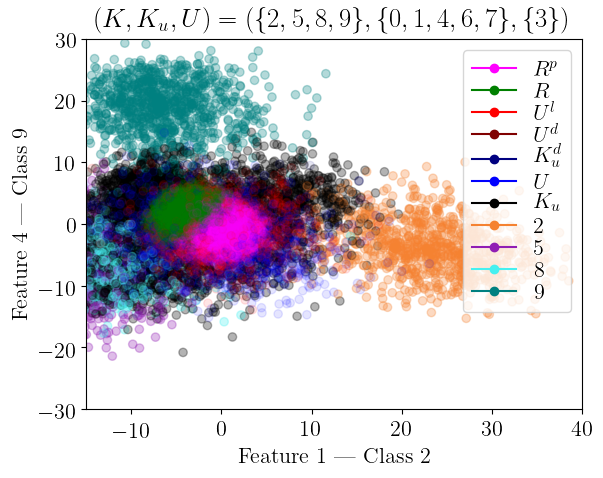 (K, K_u, U) = ({2, 5, 8, 9}, {0, 1, 4, 6, 7}, {3})
30
20
10
0
−10
−20
−30
Feature 4 — Class 9
R^p
R
U^l
U^d
K_u^d
U
K_u
2
5
8
9
−10
0
10
20
30
40
Feature 1 — Class 2